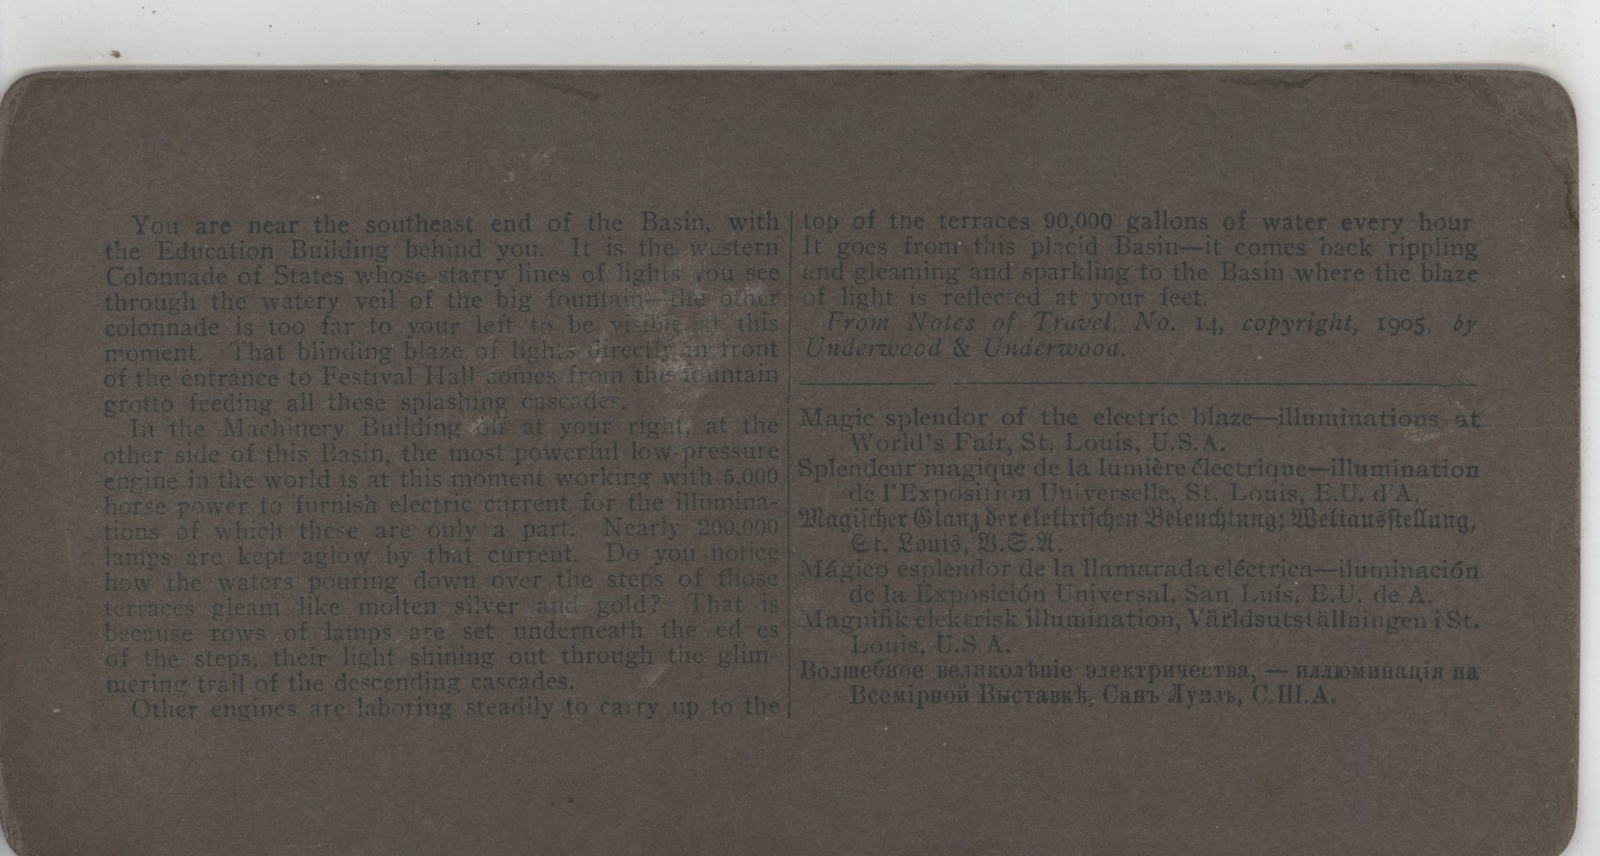 You are near the southeast end of the Basin, with
the Education Building behind you. It is the western
Colonnade of States whose starry lines of lights you see
through the watery veil of the big fountain—the other
colonnade is too far to your left to be visible at this
moment. That blinding blaze of lights directly in front
of the entrance to Festival Hall comes from the fountain
grotto feeding all these splashing cascades.
In the Machinery Building off at your right, at the
other side of this Basin, the most powerful low-pressure
engine in the world is at this moment working with 5,000
horse power to furnish electric current for the illumina-
tions of which these are only a part. Nearly 200,000
lamps are kept aglow by that current. Do you notice
how the waters pouring down over the steps of those
terraces gleam like molten silver and gold? That is
because rows of lamps are set underneath the ed es
of the steps, their light shining out through the glim-
mering trail of the descending cascades.
Other engines are laboring steadily to carry up to the
top of the terraces 90,000 gallons of water every hour
It goes from this placid Basin—it comes back rippling
and gleaming and sparkling to the Basin where the blaze
of light is reflected at your feet.
From Notes of Travel, No. 14, copyright, 1905, by
Underwood & Underwood.
Magic splendor of the electric blaze—illuminations at
World's Fair, St. Louis, U.S.A.
Splendeur magique de la lumière électrique—illumination
de l'Exposition Universelle, St. Louis, E.U. d'A.
Magischer Glanz der elektrischen Beleuchtung; Weltausstellung,
St. Louis, V.S.A.
Mágico esplendor de la llamarada eléctrica—iluminación
de la Exposición Universal, San Luis, E.U. de A.
Magnifik elektrisk illumination, Världsutställningen i St.
Louis, U.S A.
Волшебное великолѣпіе электричества, — иллюминація на
Всемірной Выставкѣ, Санъ Луизъ, С.Ш.А.